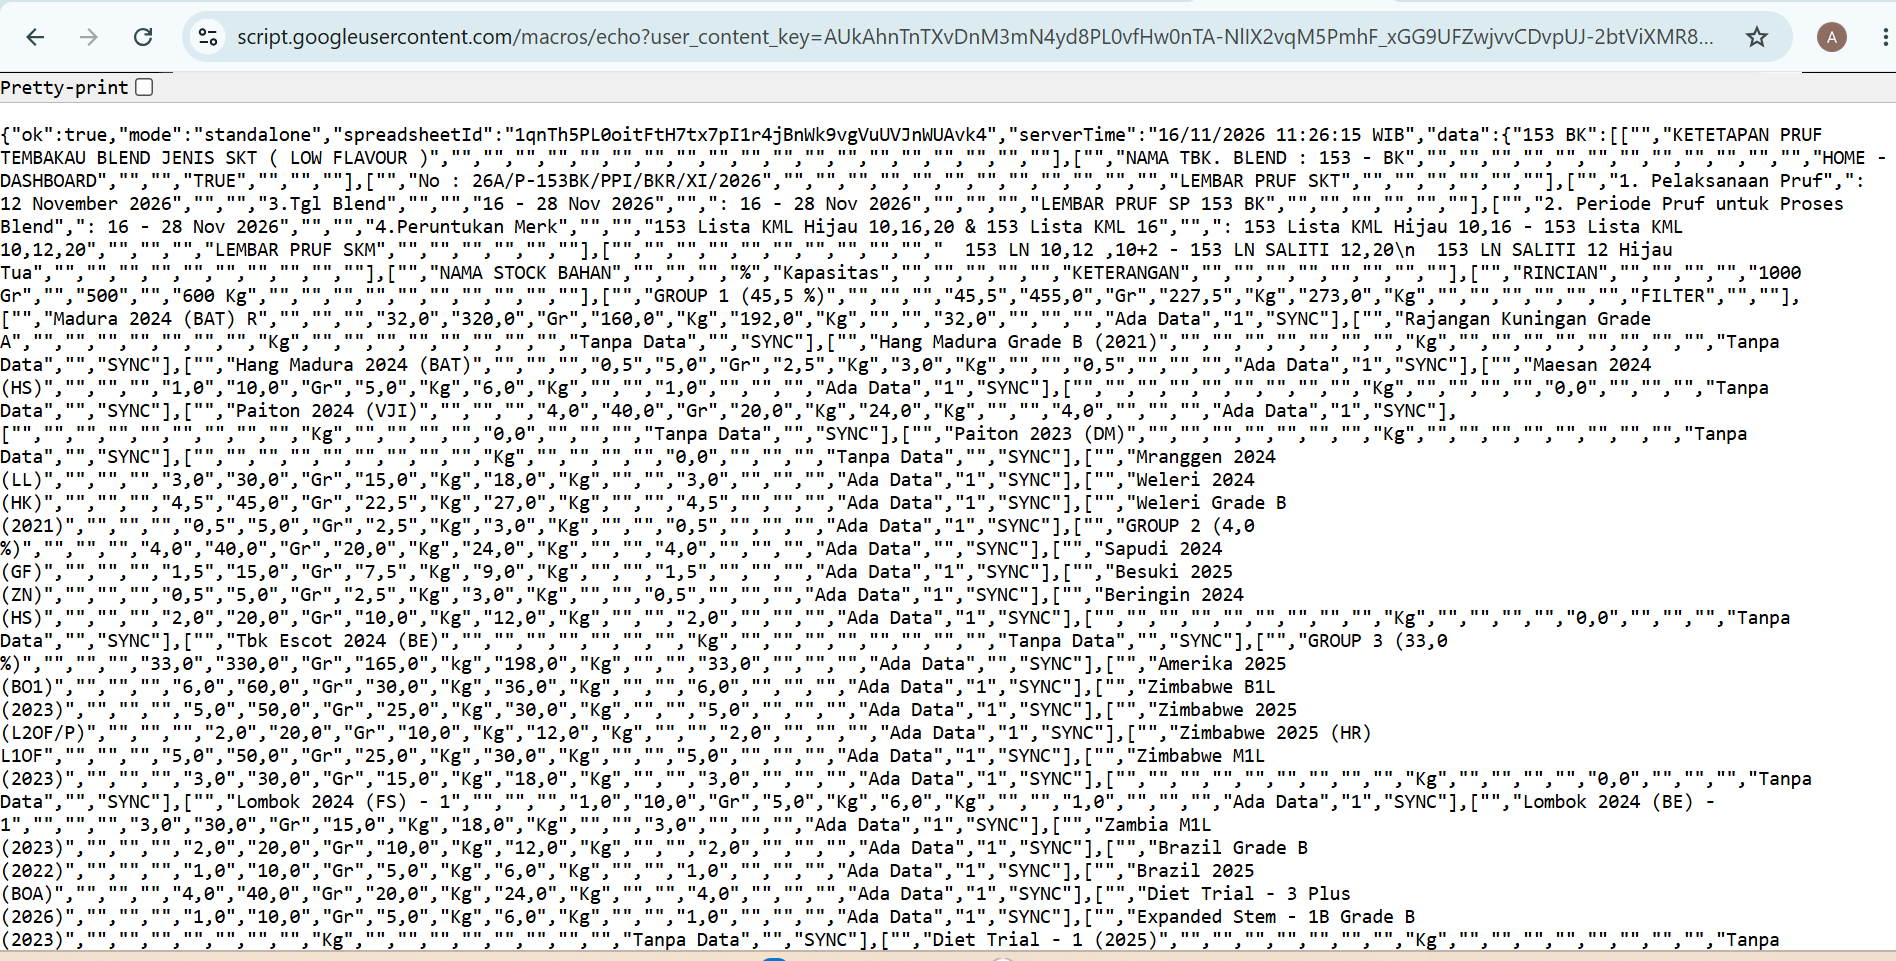 script.googleusercontent.com/macros/echo?user_content_key=AUkAhnTnTXvDnM3mN4yd8PL0vfHw0nTA-NllX2vqM5PmhF_xGG9UFZwjvvCDvpUJ-2btViXMR8...
A
Pretty-print
{"ok":true,"mode":"standalone","spreadsheetId":"1qnTh5PL0oitFtH7tx7pI1r4jBnWk9vgVuUVJnWUAvk4","serverTime":"16/11/2026 11:26:15 WIB","data":{"153 BK":[["","KETETAPAN PRUF
TEMBAKAU BLEND JENIS SKT ( LOW FLAVOUR )","","","","","","","","","","","","","","","","","","","",""],["","NAMA TBK. BLEND : 153 - BK","","","","","","","","","","","","","","HOME -
DASHBOARD","","","TRUE","","",""],["","No : 26A/P-153BK/PPI/BKR/XI/2026","","","","","","","","","","","","","","LEMBAR PRUF SKT","","","","","",""],["","1. Pelaksanaan Pruf",":
12 November 2026","","","3.Tgl Blend","","","16 - 28 Nov 2026","","",": 16 - 28 Nov 2026","","","","LEMBAR PRUF SP 153 BK","","","","","",""],["","2. Periode Pruf untuk Proses
Blend",": 16 - 28 Nov 2026","","","4.Peruntukan Merk","","","153 Lista KML Hijau 10,16,20 & 153 Lista KML 16","","",": 153 Lista KML Hijau 10,16 - 153 Lista KML
10,12,20","","","","LEMBAR PRUF SKM","","","","","",""],["","","","","","","","","","","","  153 LN 10,12 ,10+2 - 153 LN SALITI 12,20\n  153 LN SALITI 12 Hijau
Tua","","","","","","","","","",""],["","NAMA STOCK BAHAN","","","","%","Kapasitas","","","","","","KETERANGAN","","","","","","","","",""],["","RINCIAN","","","","","1000
Gr","","500","","600 Kg","","","","","","","","","","",""],["","GROUP 1 (45,5 %)","","","","45,5","455,0","Gr","227,5","Kg","273,0","Kg","","","","","","","","FILTER","",""],
["","Madura 2024 (BAT) R","","","","32,0","320,0","Gr","160,0","Kg","192,0","Kg","","","32,0","","","","","Ada Data","1","SYNC"],["","Rajangan Kuningan Grade
A","","","","","","","","Kg","","","","","","","","","","Tanpa Data","","SYNC"],["","Hang Madura Grade B (2021)","","","","","","","","Kg","","","","","","","","","","Tanpa
Data","","SYNC"],["","Hang Madura 2024 (BAT)","","","","0,5","5,0","Gr","2,5","Kg","3,0","Kg","","","0,5","","","","","Ada Data","1","SYNC"],["","Maesan 2024
(HS)","","","","1,0","10,0","Gr","5,0","Kg","6,0","Kg","","","1,0","","","","","Ada Data","1","SYNC"],["","","","","","","","","","Kg","","","","","0,0","","","","","Tanpa
Data","","SYNC"],["","Paiton 2024 (VJI)","","","","4,0","40,0","Gr","20,0","Kg","24,0","Kg","","","4,0","","","","","Ada Data","1","SYNC"],
["","","","","","","","","","Kg","","","","","0,0","","","","","Tanpa Data","","SYNC"],["","Paiton 2023 (DM)","","","","","","","","Kg","","","","","","","","","","Tanpa
Data","","SYNC"],["","","","","","","","","","Kg","","","","","0,0","","","","","Tanpa Data","","SYNC"],["","Mranggen 2024
(LL)","","","","3,0","30,0","Gr","15,0","Kg","18,0","Kg","","","3,0","","","","","Ada Data","1","SYNC"],["","Weleri 2024
(HK)","","","","4,5","45,0","Gr","22,5","Kg","27,0","Kg","","","4,5","","","","","Ada Data","1","SYNC"],["","Weleri Grade B
(2021)","","","","0,5","5,0","Gr","2,5","Kg","3,0","Kg","","","0,5","","","","","Ada Data","1","SYNC"],["","GROUP 2 (4,0
%)","","","","4,0","40,0","Gr","20,0","Kg","24,0","Kg","","","4,0","","","","","Ada Data","","SYNC"],["","Sapudi 2024
(GF)","","","","1,5","15,0","Gr","7,5","Kg","9,0","Kg","","","1,5","","","","","Ada Data","1","SYNC"],["","Besuki 2025
(ZN)","","","","0,5","5,0","Gr","2,5","Kg","3,0","Kg","","","0,5","","","","","Ada Data","1","SYNC"],["","Beringin 2024
(HS)","","","","2,0","20,0","Gr","10,0","Kg","12,0","Kg","","","2,0","","","","","Ada Data","1","SYNC"],["","","","","","","","","","Kg","","","","","0,0","","","","","Tanpa
Data","","SYNC"],["","Tbk Escot 2024 (BE)","","","","","","","","Kg","","","","","","","","","","Tanpa Data","","SYNC"],["","GROUP 3 (33,0
%)","","","","33,0","330,0","Gr","165,0","kg","198,0","Kg","","","33,0","","","","","Ada Data","","SYNC"],["","Amerika 2025
(BO1)","","","","6,0","60,0","Gr","30,0","Kg","36,0","Kg","","","6,0","","","","","Ada Data","1","SYNC"],["","Zimbabwe B1L
(2023)","","","","5,0","50,0","Gr","25,0","Kg","30,0","Kg","","","5,0","","","","","Ada Data","1","SYNC"],["","Zimbabwe 2025
(L2OF/P)","","","","2,0","20,0","Gr","10,0","Kg","12,0","Kg","","","2,0","","","","","Ada Data","1","SYNC"],["","Zimbabwe 2025 (HR)
L1OF","","","","5,0","50,0","Gr","25,0","Kg","30,0","Kg","","","5,0","","","","","Ada Data","1","SYNC"],["","Zimbabwe M1L
(2023)","","","","3,0","30,0","Gr","15,0","Kg","18,0","Kg","","","3,0","","","","","Ada Data","1","SYNC"],["","","","","","","","","","Kg","","","","","0,0","","","","","Tanpa
Data","","SYNC"],["","Lombok 2024 (FS) - 1","","","","1,0","10,0","Gr","5,0","Kg","6,0","Kg","","","1,0","","","","","Ada Data","1","SYNC"],["","Lombok 2024 (BE) -
1","","","","3,0","30,0","Gr","15,0","Kg","18,0","Kg","","","3,0","","","","","Ada Data","1","SYNC"],["","Zambia M1L
(2023)","","","","2,0","20,0","Gr","10,0","Kg","12,0","Kg","","","2,0","","","","","Ada Data","1","SYNC"],["","Brazil Grade B
(2022)","","","","1,0","10,0","Gr","5,0","Kg","6,0","Kg","","","1,0","","","","","Ada Data","1","SYNC"],["","Brazil 2025
(BOA)","","","","4,0","40,0","Gr","20,0","Kg","24,0","Kg","","","4,0","","","","","Ada Data","1","SYNC"],["","Diet Trial - 3 Plus
(2026)","","","","1,0","10,0","Gr","5,0","Kg","6,0","Kg","","","1,0","","","","","Ada Data","1","SYNC"],["","Expanded Stem - 1B Grade B
(2023)","","","","","","","","Kg","","","","","","","","","","Tanpa Data","","SYNC"],["","Diet Trial - 1 (2025)","","","","","","","","Kg","","","","","","","","","","Tanpa